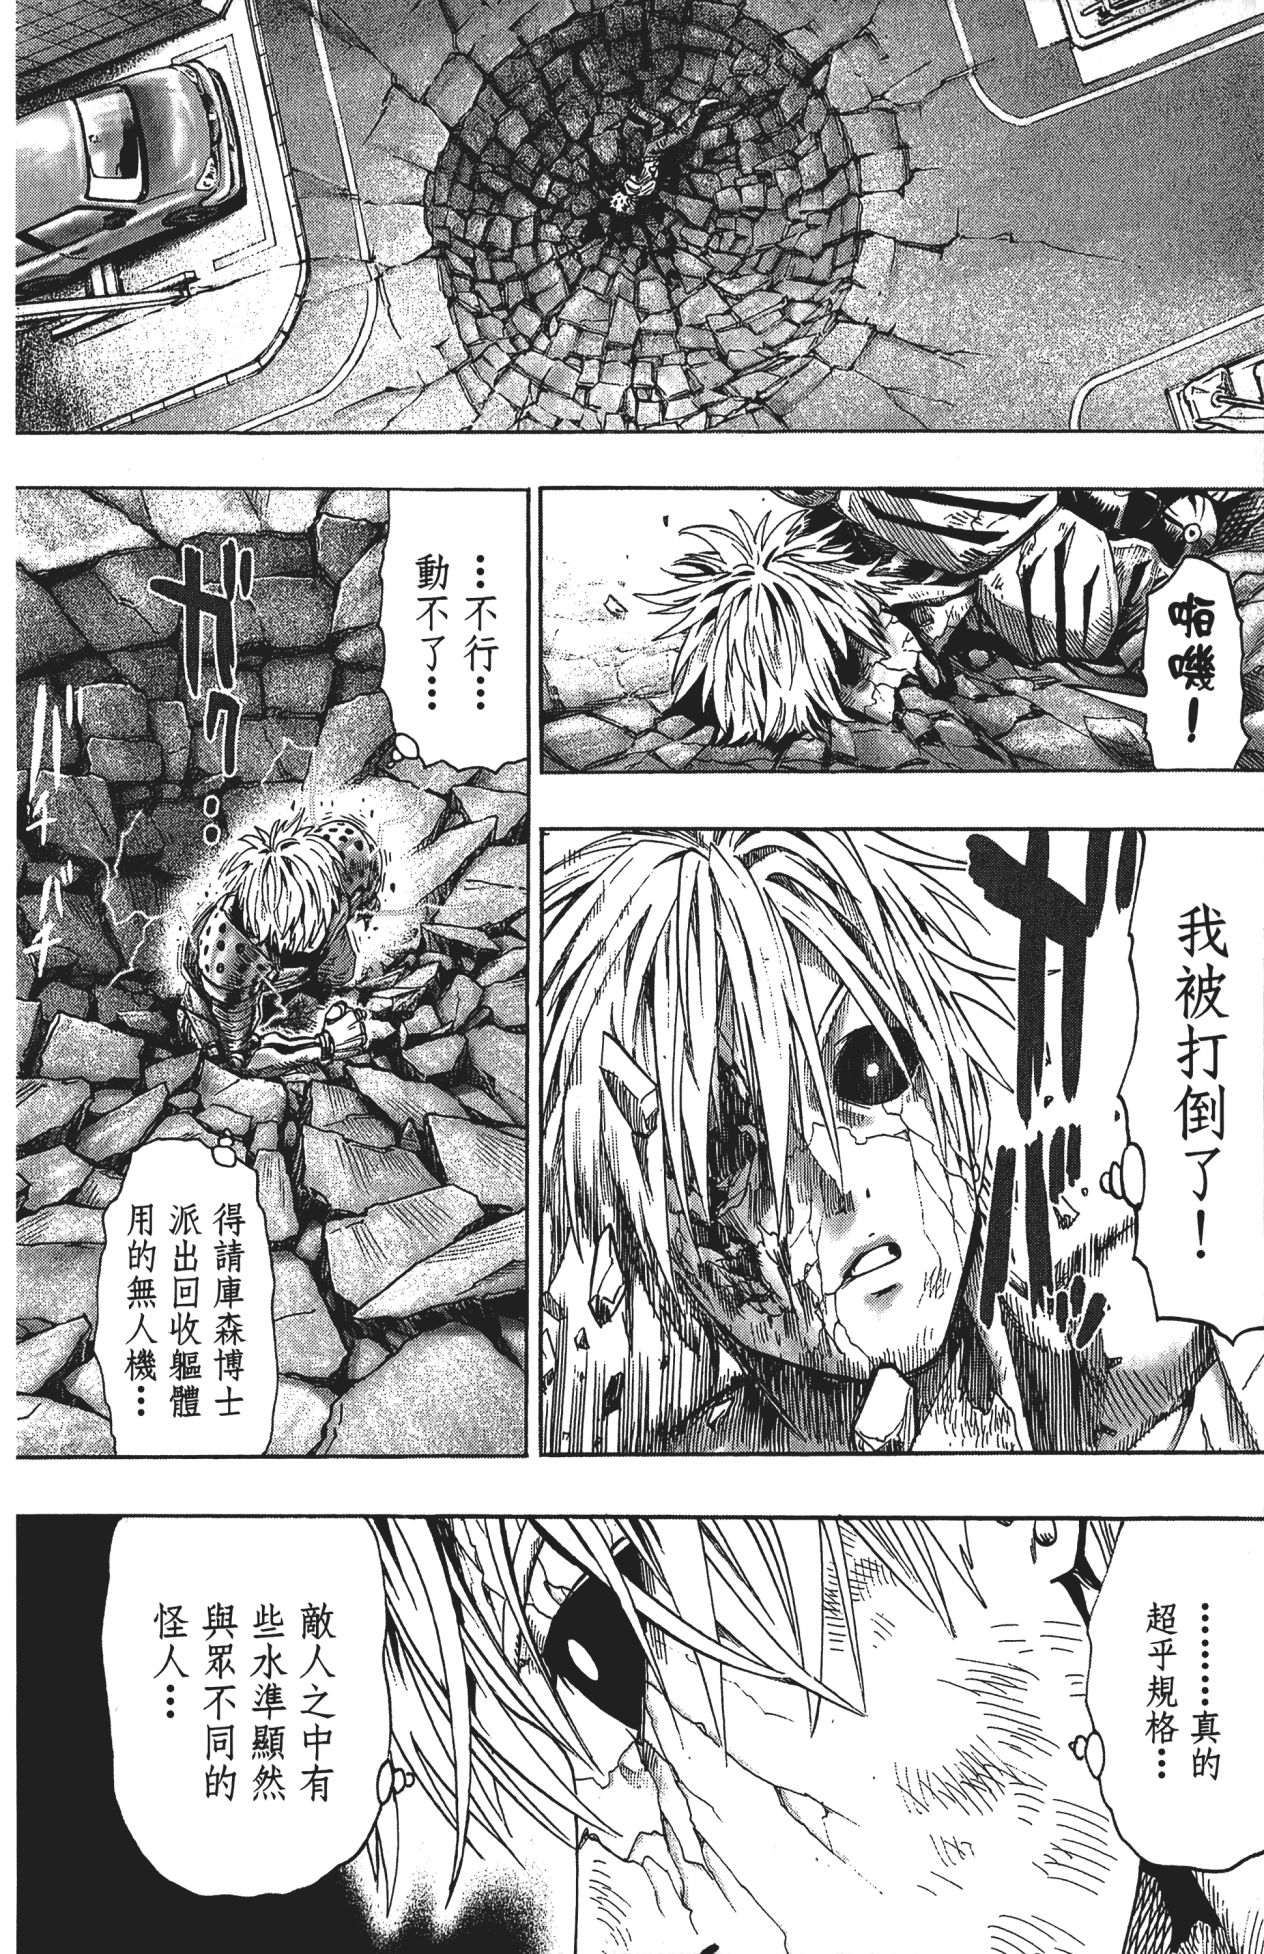 啪嘰！
我被打倒了！
…不行…
動不了…
ガク…
得請庫森博士
派出回收軀體
用的無人機…
………真的
超乎規格…
敵人之中有
些水準顯然
與眾不同的
怪人…